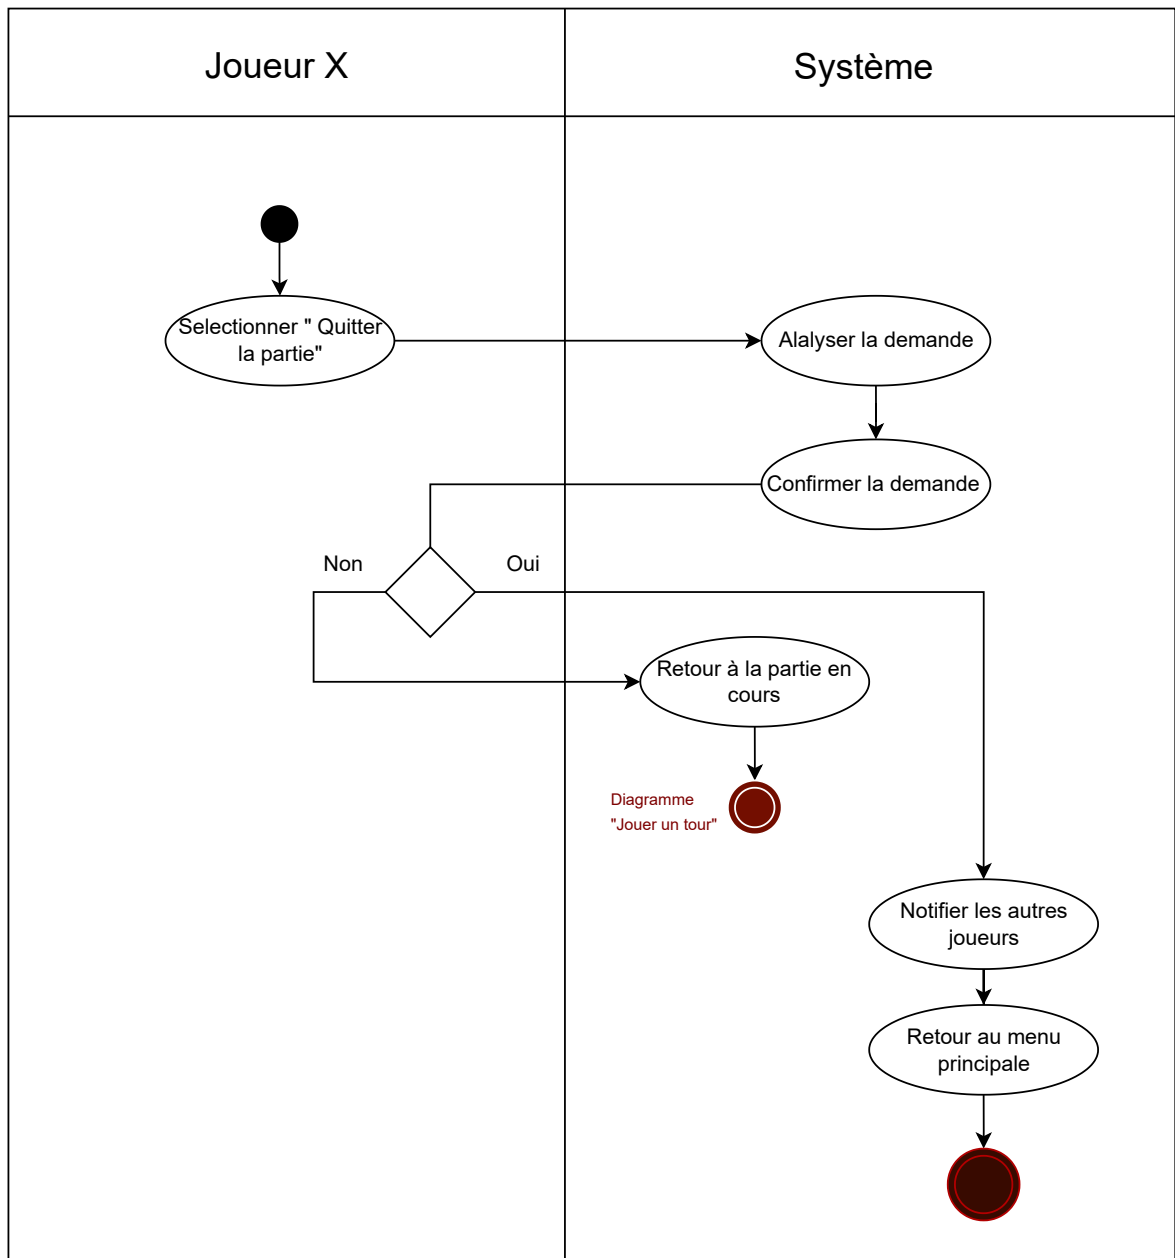 Joueur X
Système
Selectionner " Quitter
la partie"
Alalyser la demande
Confirmer la demande
Non
Oui
Retour à la partie en
cours
Diagramme
"Jouer un tour"
Notifier les autres
joueurs
Retour au menu
principale